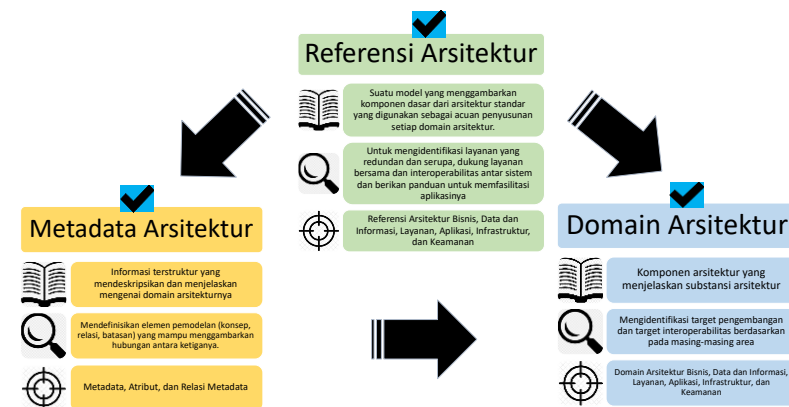 Referensi Arsitektur
Suatu model yang menggambarkan
komponen dasar dari arsitektur standar
yang digunakan sebagai acuan penyusunan
setiap domain arsitektur.
Untuk mengidentifikasi layanan yang
redundan dan serupa, dukung layanan
bersama dan interoperabilitas antar sistem
dan berikan panduan untuk memfasilitasi
aplikasinya
Referensi Arsitektur Bisnis, Data dan
Informasi, Layanan, Aplikasi, Infrastruktur,
dan Keamanan
Metadata Arsitektur
Informasi terstruktur yang
mendeskripsikan dan menjelaskan
mengenai domain arsitekturnya
Mendefinisikan elemen pemodelan (konsep,
relasi, batasan) yang mampu menggambarkan
hubungan antara ketiganya.
Metadata, Atribut, dan Relasi Metadata
Domain Arsitektur
Komponen arsitektur yang
menjelaskan substansi arsitektur
Mengidentifikasi target pengembangan
dan target interoperabilitas berdasarkan
pada masing-masing area
Domain Arsitektur Bisnis, Data dan Informasi,
Layanan, Aplikasi, Infrastruktur, dan
Keamanan